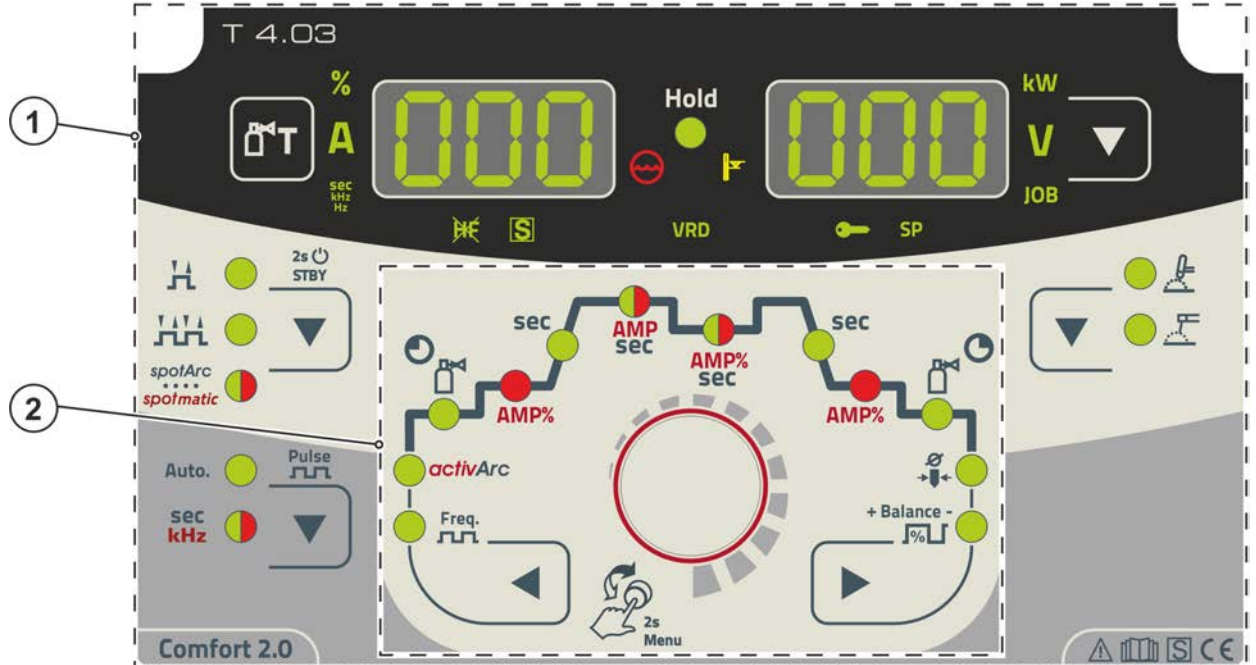 T 4.03
1
T
%
A
sec
kHz
Hz
000
Hold
000
kW
V
JOB
HF
S
VRD
SP
2s
STBY
spotArc
spotmatic
Auto.
Pulse
sec
kHz
2
sec
AMP
sec
AMP%
sec
sec
AMP%
AMP%
activArc
Freq.
+ Balance -
%
2s
Menu
Comfort 2.0
S CE